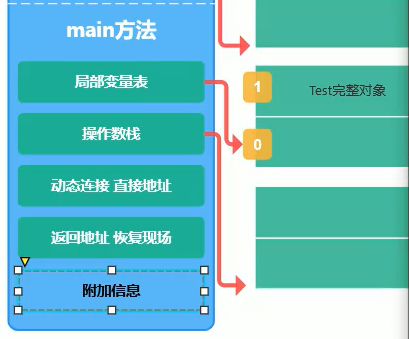 main方法
局部变量表
1
Test完整对象
操作数栈
0
动态连接 直接地址
返回地址 恢复现场
附加信息